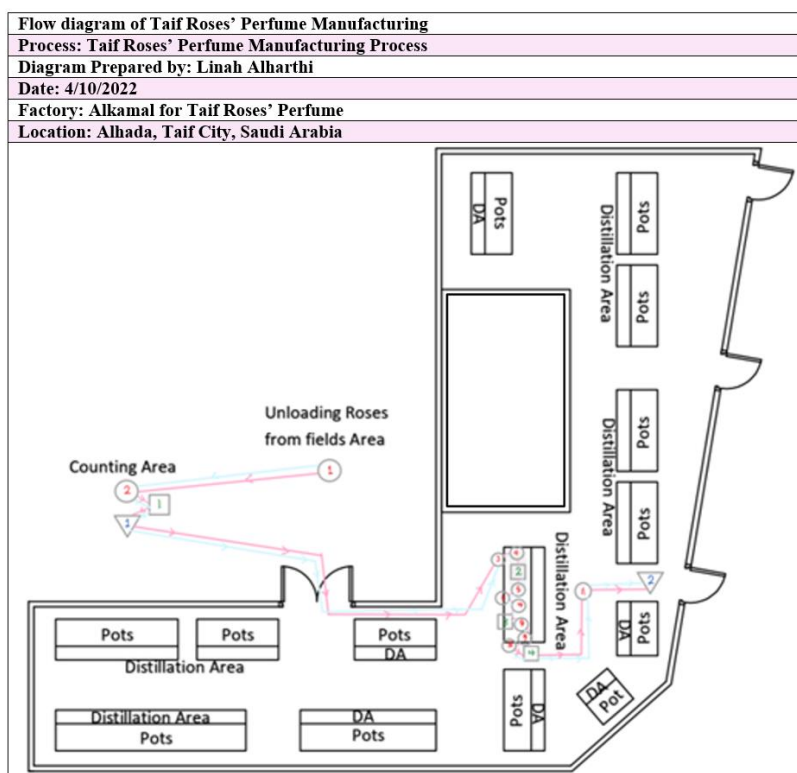 Flow diagram of Taif Roses’ Perfume Manufacturing
Process: Taif Roses’ Perfume Manufacturing Process
Diagram Prepared by: Linah Alharthi
Date: 4/10/2022
Factory: Alkamal for Taif Roses’ Perfume
Location: Alhada, Taif City, Saudi Arabia
Pots
DA
Pots
Distillation Area
Pots
Unloading Roses
from fields Area
1
Counting Area
2
1
1
Pots
Distillation Area
Pots
Distillation Area
2
2
Pots
DA
Pots
Pots
Distillation Area
Pots
DA
Distillation Area
Pots
DA
Pots
Pots
DA
DA
Pot